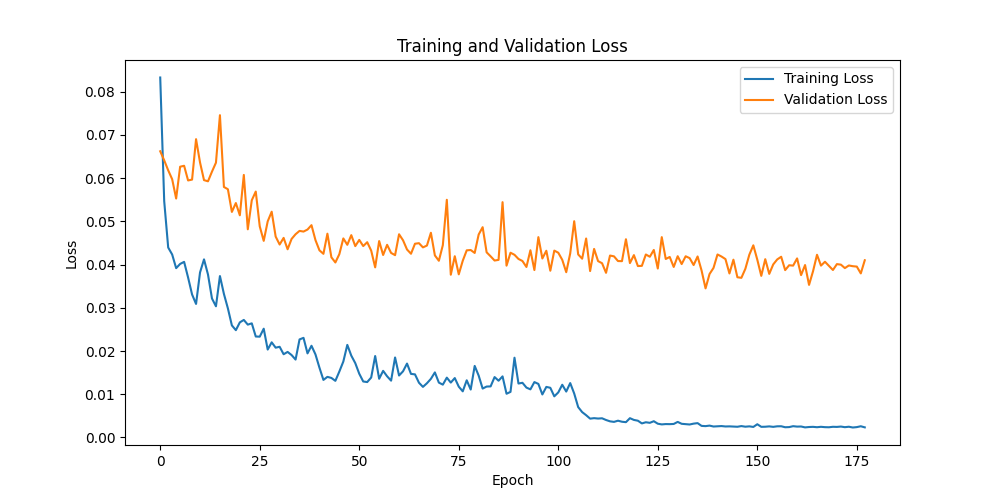 Training and Validation Loss
Training Loss
Validation Loss
0.08
0.07
0.06
0.05
0.04
0.03
0.02
0.01
0.00
Loss
0 25 50 75 100 125 150 175
Epoch